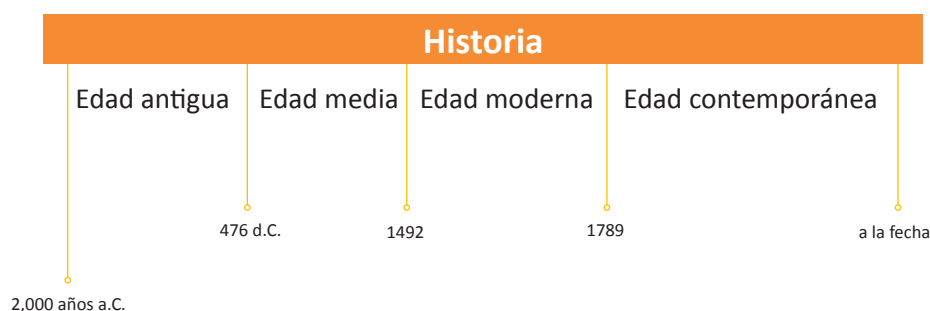 Historia
Edad antigua
Edad media
Edad moderna
Edad contemporánea
476 d.C.
1492
1789
a la fecha
2,000 años a.C.